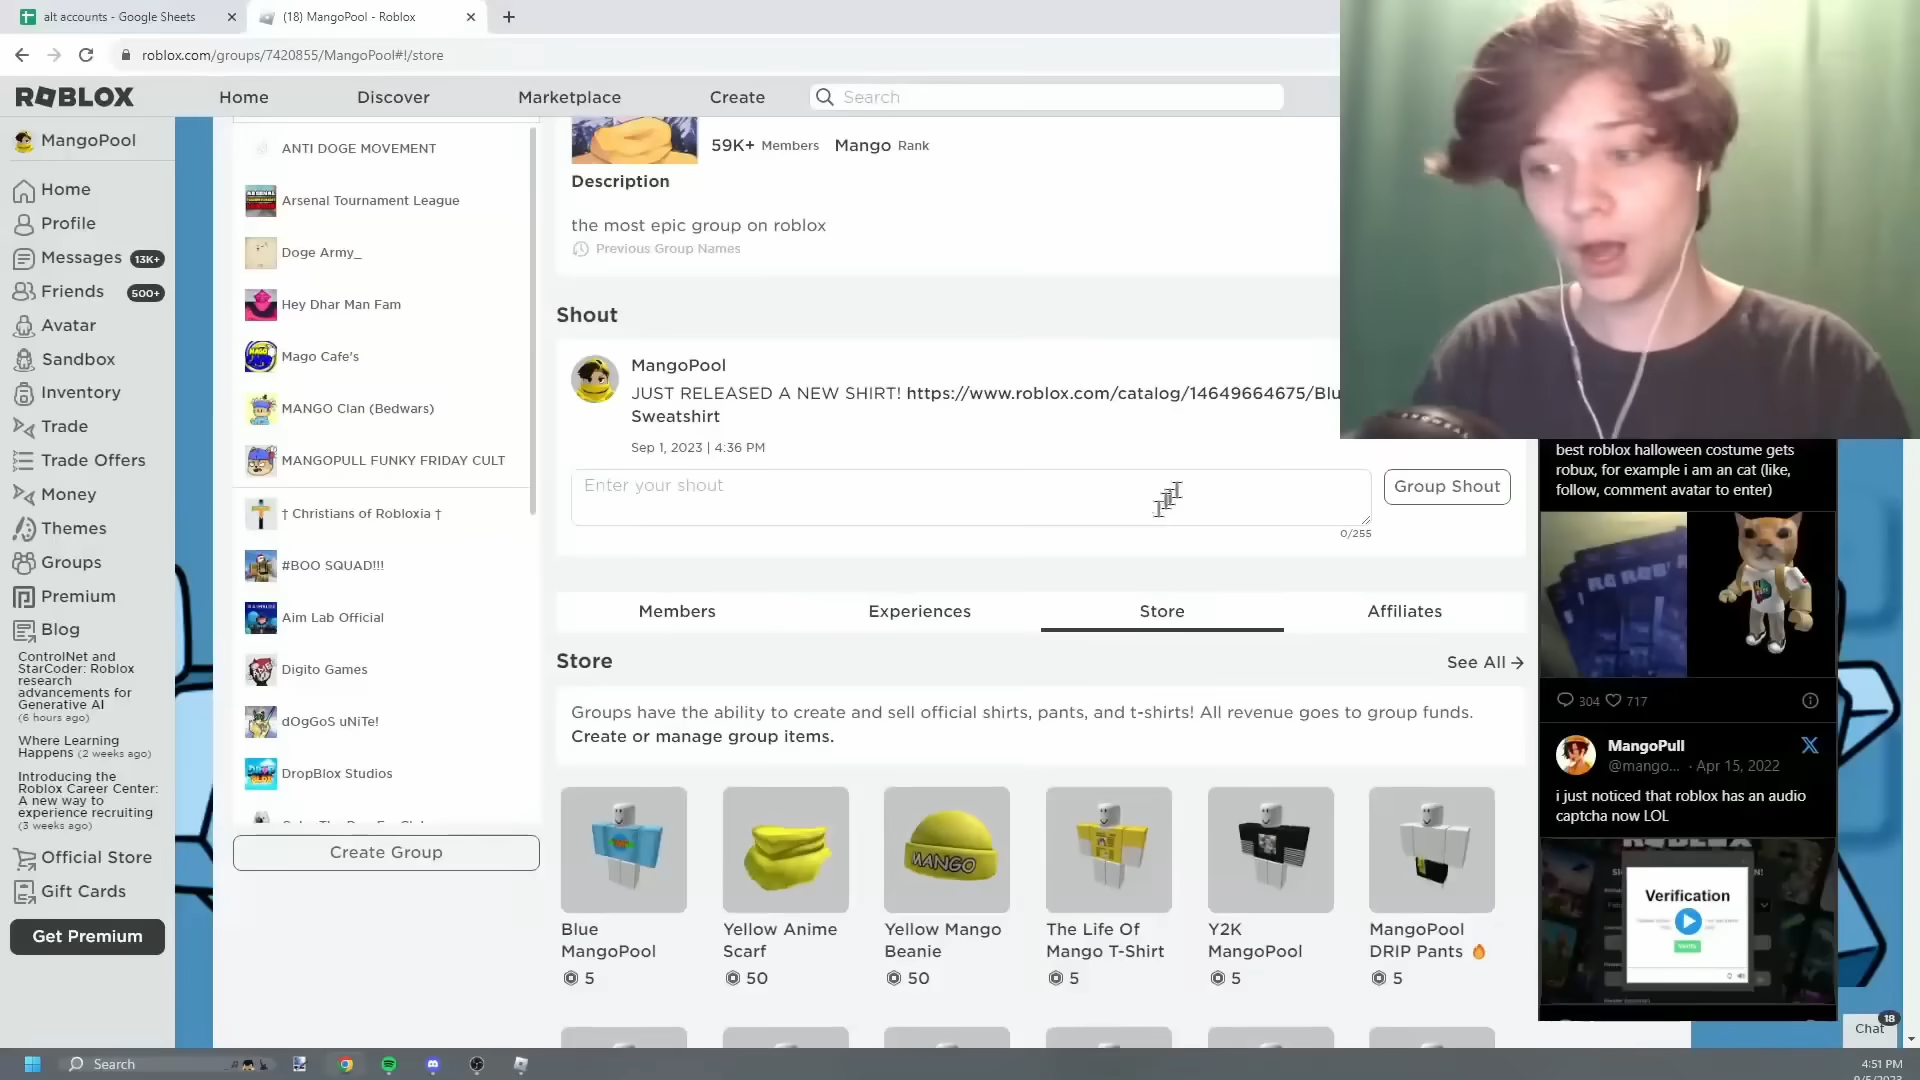 alt accounts - Google Sheets
(18) MangoPool - Roblox
roblox.com/groups/7420855/MangoPool#!/store
ROBLOX
Home
Discover
Marketplace
Create
Search
MangoPool
Home
Profile
Messages 13K+
Friends 500+
Avatar
Sandbox
Inventory
Trade
Trade Offers
Money
Themes
Groups
Premium
Blog
ControlNet and
StarCoder: Roblox
research
advancements for
Generative AI
(6 hours ago)
Where Learning
Happens (2 weeks ago)
Introducing the
Roblox Career Center:
A new way to
experience recruiting
(3 weeks ago)
Official Store
Gift Cards
Get Premium
ANTI DOGE MOVEMENT
Arsenal Tournament League
Doge Army_
Hey Dhar Man Fam
Mago Cafe's
MANGO Clan (Bedwars)
MANGOPULL FUNKY FRIDAY CULT
† Christians of Robloxia †
#BOO SQUAD!!!
Aim Lab Official
Digito Games
dOgGoS uNiTe!
DropBlox Studios
Create Group
59K+ Members Mango Rank
Description
the most epic group on roblox
Previous Group Names
Shout
MangoPool
JUST RELEASED A NEW SHIRT! https://www.roblox.com/catalog/14649664675/Blu
Sweatshirt
Sep 1, 2023 | 4:36 PM
Enter your shout
Group Shout
0/255
Members
Experiences
Store
Affiliates
Store
See All
Groups have the ability to create and sell official shirts, pants, and t-shirts! All revenue goes to group funds.
Create or manage group items.
MANGO
Blue
MangoPool
5
Yellow Anime
Scarf
50
Yellow Mango
Beanie
50
The Life Of
Mango T-Shirt
5
Y2K
MangoPool
5
MangoPool
DRIP Pants 🔥
5
best roblox halloween costume gets
robux, for example i am an cat (like,
follow, comment avatar to enter)
304 717
MangoPull
@mango... · Apr 15, 2022
i just noticed that roblox has an audio
captcha now LOL
Verification
Verify
Chat 18
Search
4:51 PM